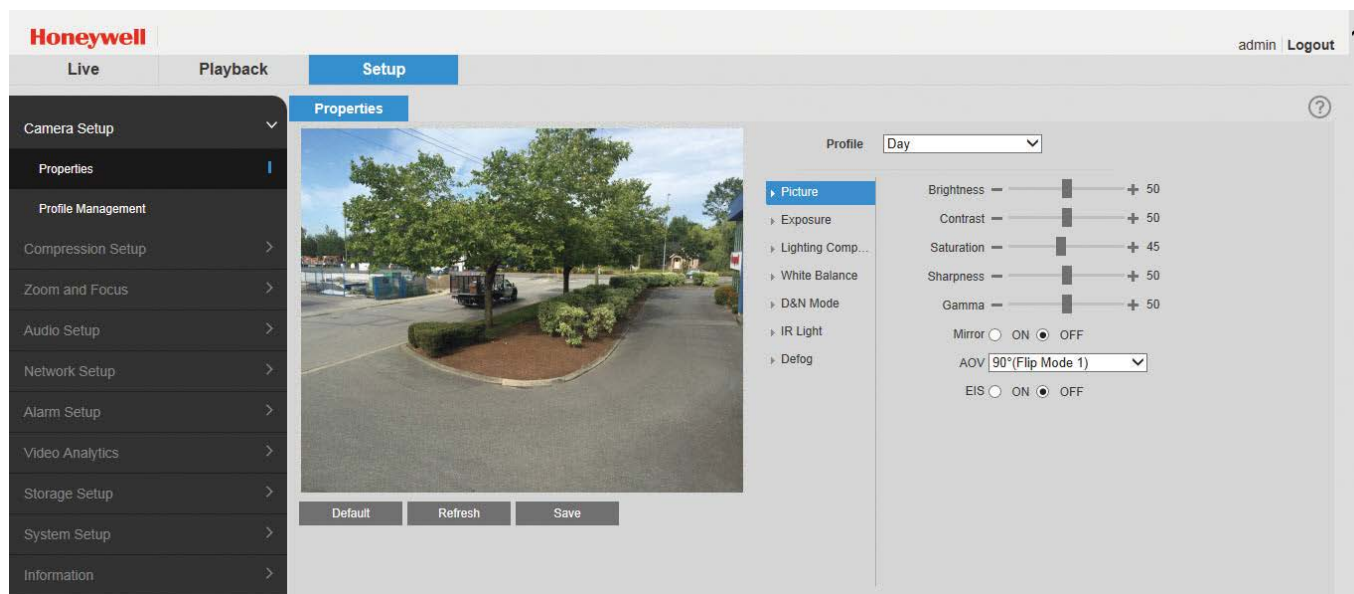 Honeywell
admin Logout
Live Playback Setup
Properties
Camera Setup
Properties
Profile Management
Compression Setup
Zoom and Focus
Audio Setup
Network Setup
Alarm Setup
Video Analytics
Storage Setup
System Setup
Information
Default Refresh Save
Profile Day
Picture
Exposure
Lighting Comp...
White Balance
D&N Mode
IR Light
Defog
Brightness 50
Contrast 50
Saturation 45
Sharpness 50
Gamma 50
Mirror ON OFF
AOV 90°(Flip Mode 1)
EIS ON OFF